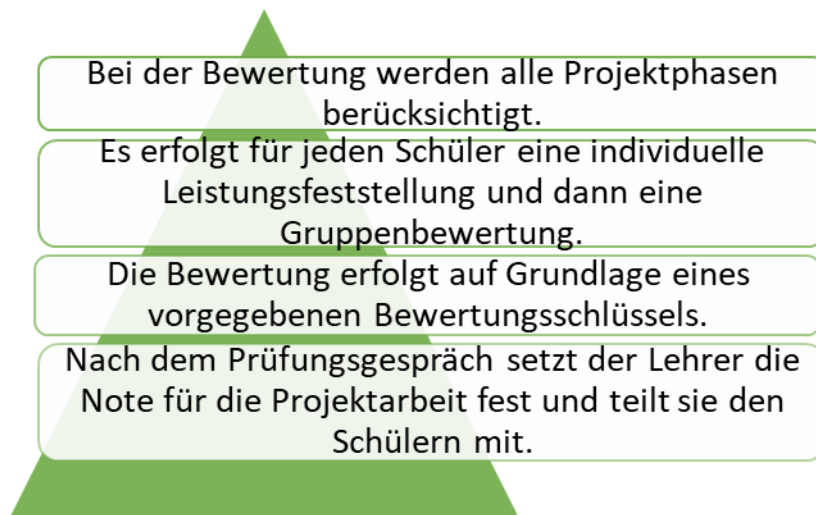 Bei der Bewertung werden alle Projektphasen
berücksichtigt.
Es erfolgt für jeden Schüler eine individuelle
Leistungsfeststellung und dann eine
Gruppenbewertung.
Die Bewertung erfolgt auf Grundlage eines
vorgegebenen Bewertungsschlüssels.
Nach dem Prüfungsgespräch setzt der Lehrer die
Note für die Projektarbeit fest und teilt sie den
Schülern mit.